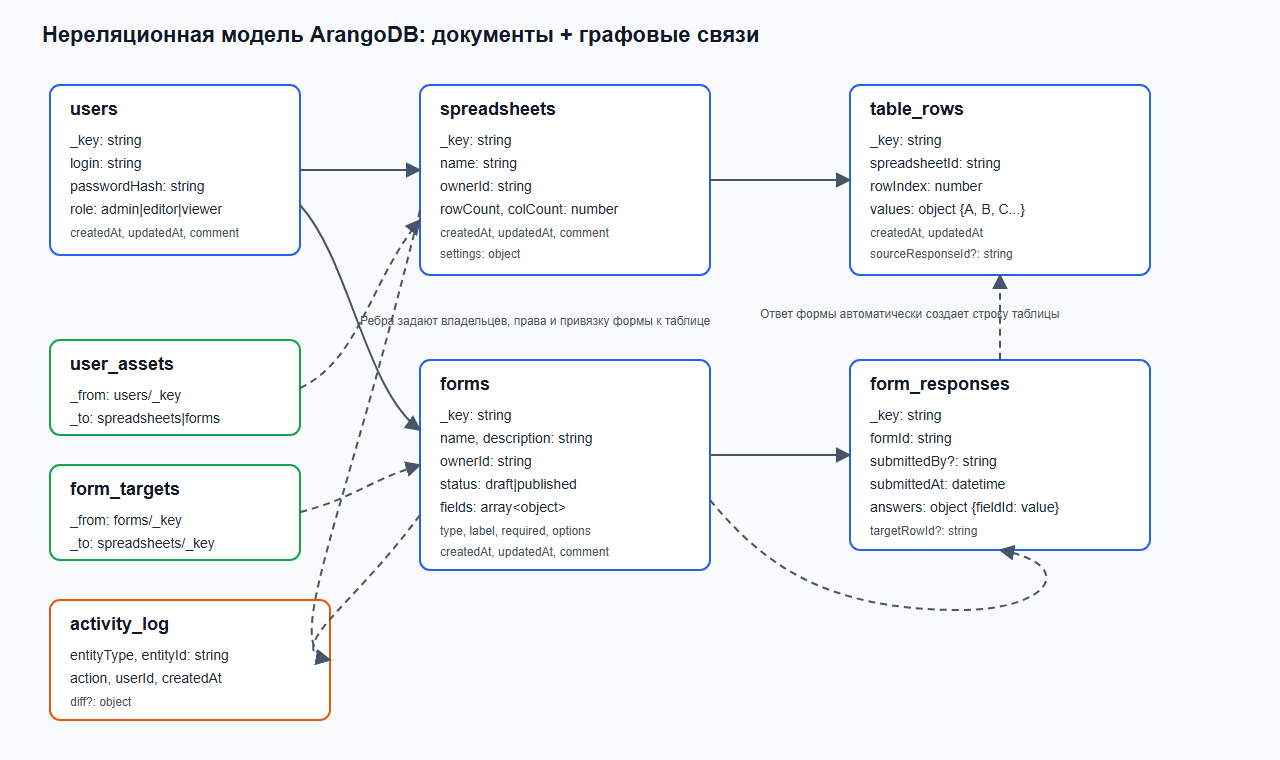 Нереляционная модель ArangoDB: документы + графовые связи
users
_key: string
login: string
passwordHash: string
role: admin|editor|viewer
createdAt, updatedAt, comment
spreadsheets
_key: string
name: string
ownerId: string
rowCount, colCount: number
createdAt, updatedAt, comment
settings: object
table_rows
_key: string
spreadsheetId: string
rowIndex: number
values: object {A, B, C...}
createdAt, updatedAt
sourceResponseId?: string
Ребра задают владельцев, права и привязку формы к таблице
Ответ формы автоматически создает строку таблицы
user_assets
_from: users/_key
_to: spreadsheets|forms
form_targets
_from: forms/_key
_to: spreadsheets/_key
forms
_key: string
name, description: string
ownerId: string
status: draft|published
fields: array<object>
type, label, required, options
createdAt, updatedAt, comment
form_responses
_key: string
formId: string
submittedBy?: string
submittedAt: datetime
answers: object {fieldId: value}
targetRowId?: string
activity_log
entityType, entityId: string
action, userId, createdAt
diff?: object